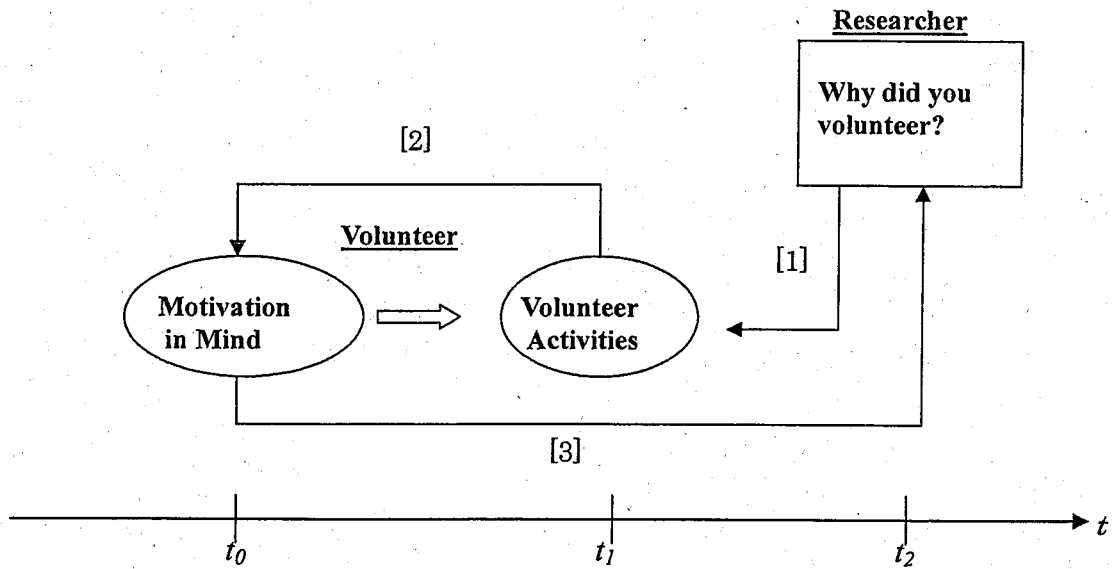 Researcher
Why did you
volunteer?
[2]
Volunteer
[1]
Motivation
in Mind
Volunteer
Activities
[3]
t0
t1
t2
t